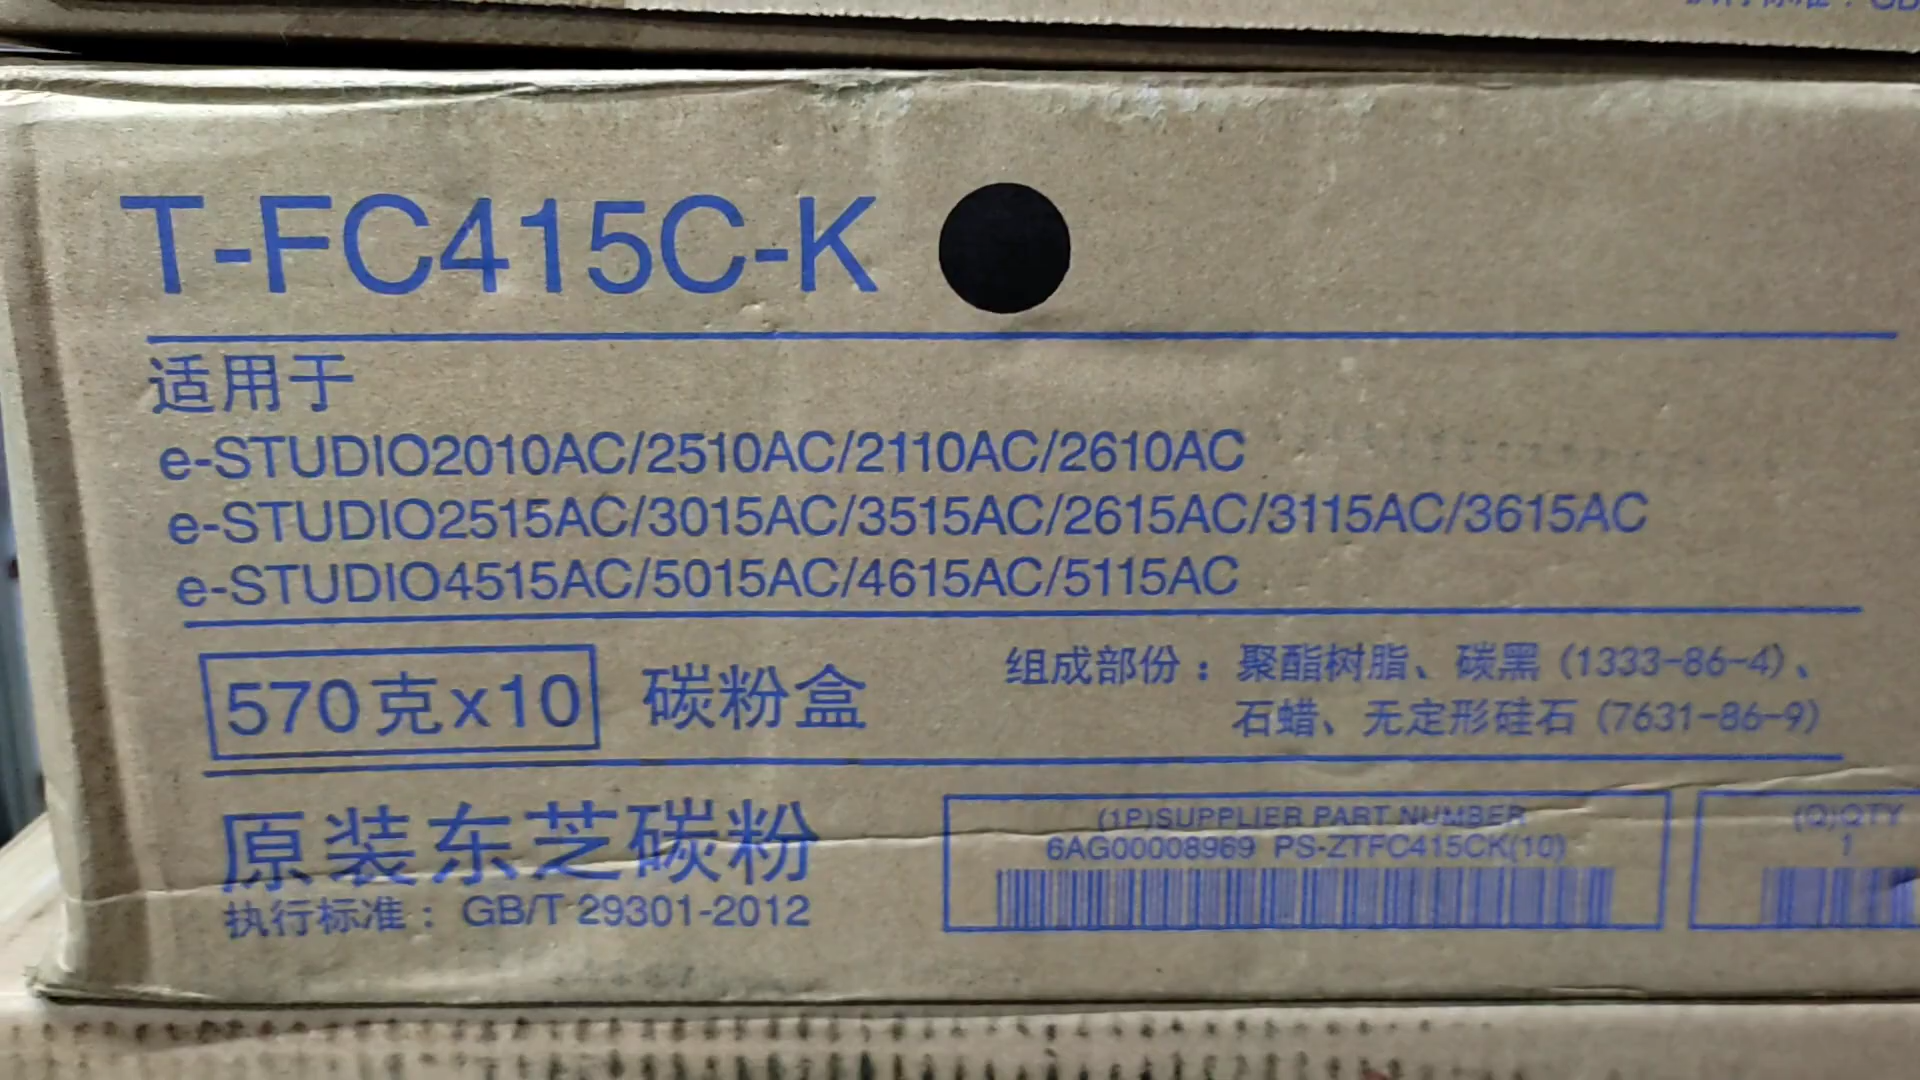 T-FC415C-K
适用于
e-STUDIO2010AC/2510AC/2110AC/2610AC
e-STUDIO2515AC/3015AC/3515AC/2615AC/3115AC/3615AC
e-STUDIO4515AC/5015AC/4615AC/5115AC
570克x10 碳粉盒
组成部份：聚酯树脂、碳黑 (1333-86-4)、
石蜡、无定形硅石 (7631-86-9)
原装东芝碳粉
执行标准： GB/T 29301-2012
(1P)SUPPLIER PART NUMBER
6AG00008969 PS-ZTFC415CK(10)
(Q)QTY
1